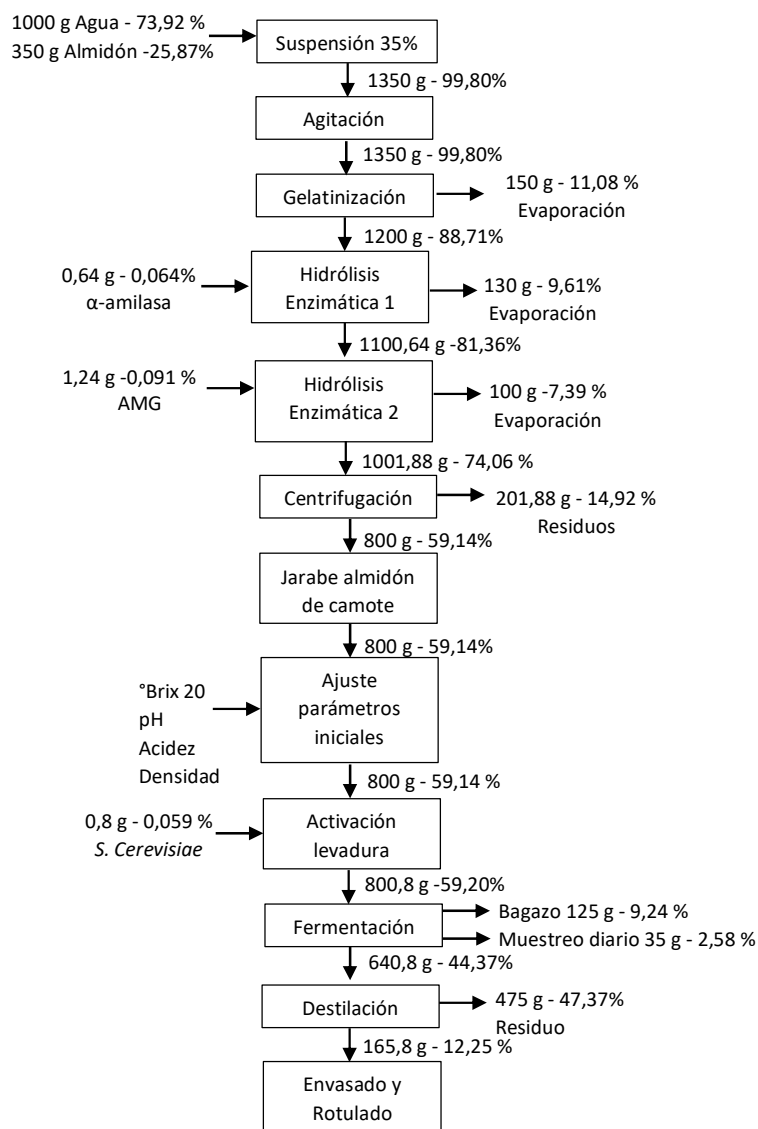 1000 g Agua - 73,92 %
350 g Almidón -25,87%
Suspensión 35%
1350 g - 99,80%
Agitación
1350 g - 99,80%
Gelatinización
150 g - 11,08 %
Evaporación
1200 g - 88,71%
0,64 g - 0,064%
α-amilasa
Hidrólisis
Enzimática 1
130 g - 9,61%
Evaporación
1100,64 g -81,36%
1,24 g -0,091 %
AMG
Hidrólisis
Enzimática 2
100 g -7,39 %
Evaporación
1001,88 g - 74,06 %
Centrifugación
201,88 g - 14,92 %
Residuos
800 g - 59,14%
Jarabe almidón
de camote
800 g - 59,14%
°Brix 20
pH
Acidez
Densidad
Ajuste
parámetros
iniciales
800 g - 59,14 %
0,8 g - 0,059 %
S. Cerevisiae
Activación
levadura
800,8 g -59,20%
Fermentación
Bagazo 125 g - 9,24 %
Muestreo diario 35 g - 2,58 %
640,8 g - 44,37%
Destilación
475 g - 47,37%
Residuo
165,8 g - 12,25 %
Envasado y
Rotulado